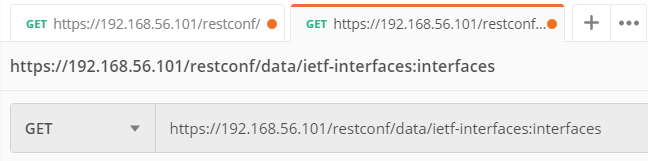 GET https://192.168.56.101/restconf/ GET https://192.168.56.101/restconf... + •••
https://192.168.56.101/restconf/data/ietf-interfaces:interfaces
GET https://192.168.56.101/restconf/data/ietf-interfaces:interfaces